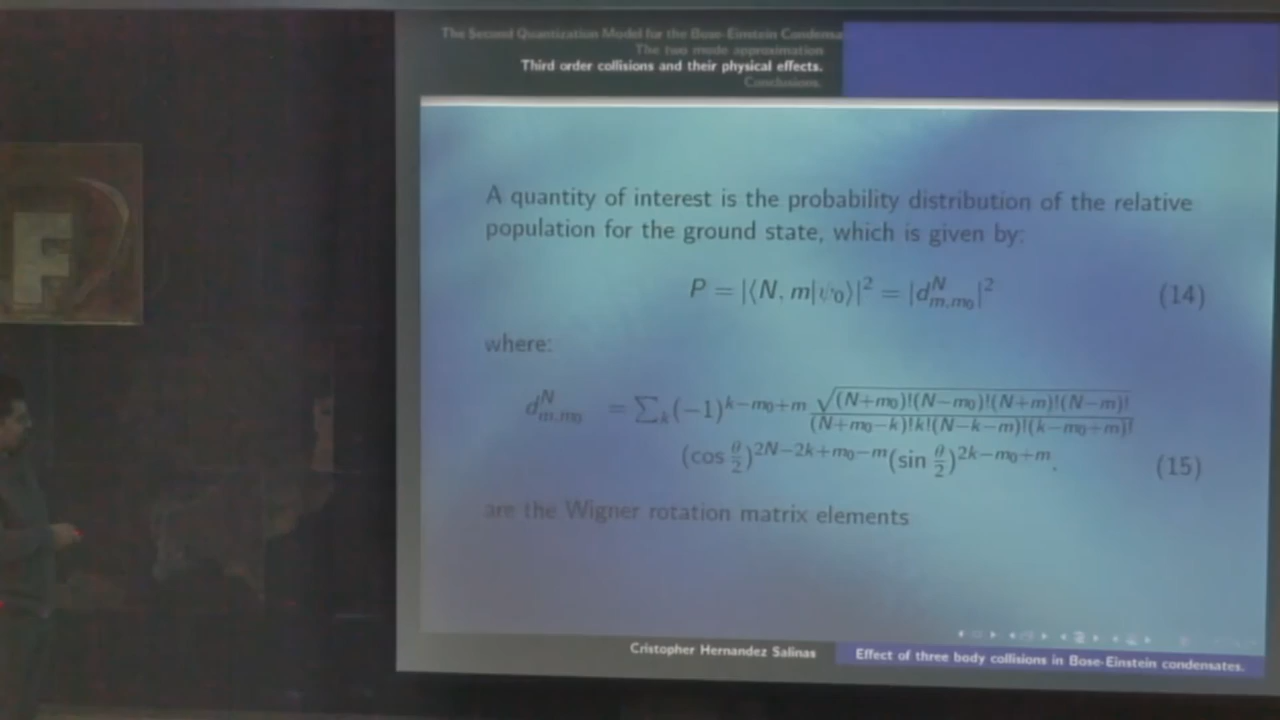 The Second Quantization Model for the Bose-Einstein Condensa
The two mode approximation
Third order collisions and their physical effects.
Conclusions.
F
A quantity of interest is the probability distribution of the relative
population for the ground state, which is given by:
P = |⟨N, m|ψ₀⟩|² = |d^N_{m,m₀}|² (14)
where:
d^N_{m,m₀} = ∑_k (−1)^{k−m₀+m} √((N+m₀)!(N−m₀)!(N+m)!(N−m)!) / ((N+m₀−k)!k!(N−k−m)!(k−m₀+m)!)
(cos θ/2)^{2N−2k+m₀−m}(sin θ/2)^{2k−m₀+m}. (15)
are the Wigner rotation matrix elements
Cristopher Hernandez Salinas
Effect of three body collisions in Bose-Einstein condensates.